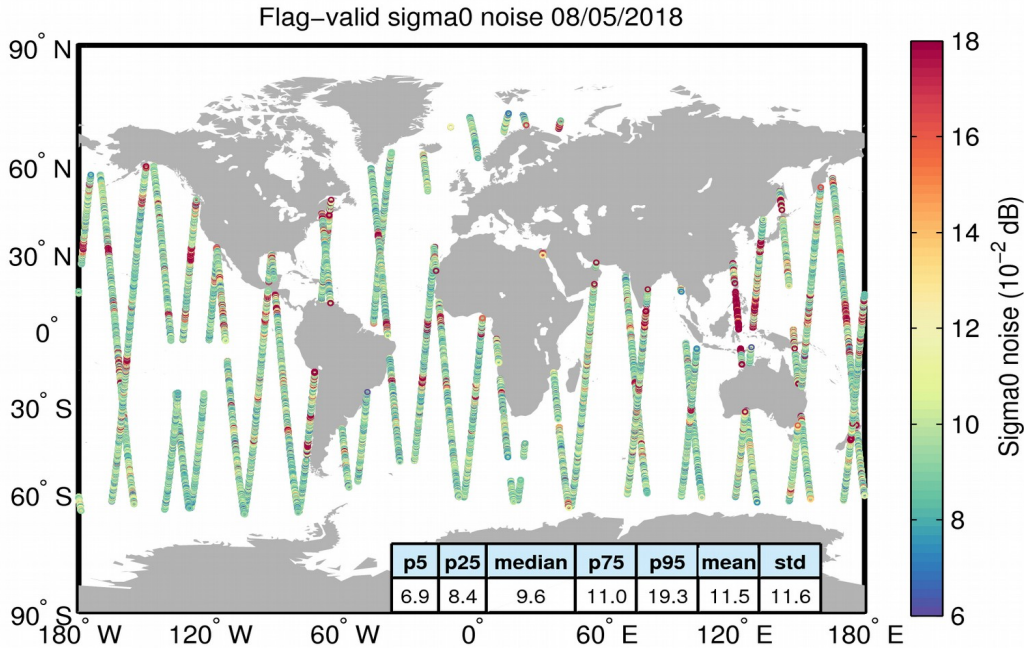 Flag−valid sigma0 noise 08/05/2018
90° N
60° N
30° N
0°
30° S
60° S
90° S
180° W
120° W
60° W
0°
60° E
120° E
180° E
p5 p25 median p75 p95 mean std
6.9 8.4 9.6 11.0 19.3 11.5 11.6
18
16
14
12
10
8
6
Sigma0 noise (10⁻² dB)